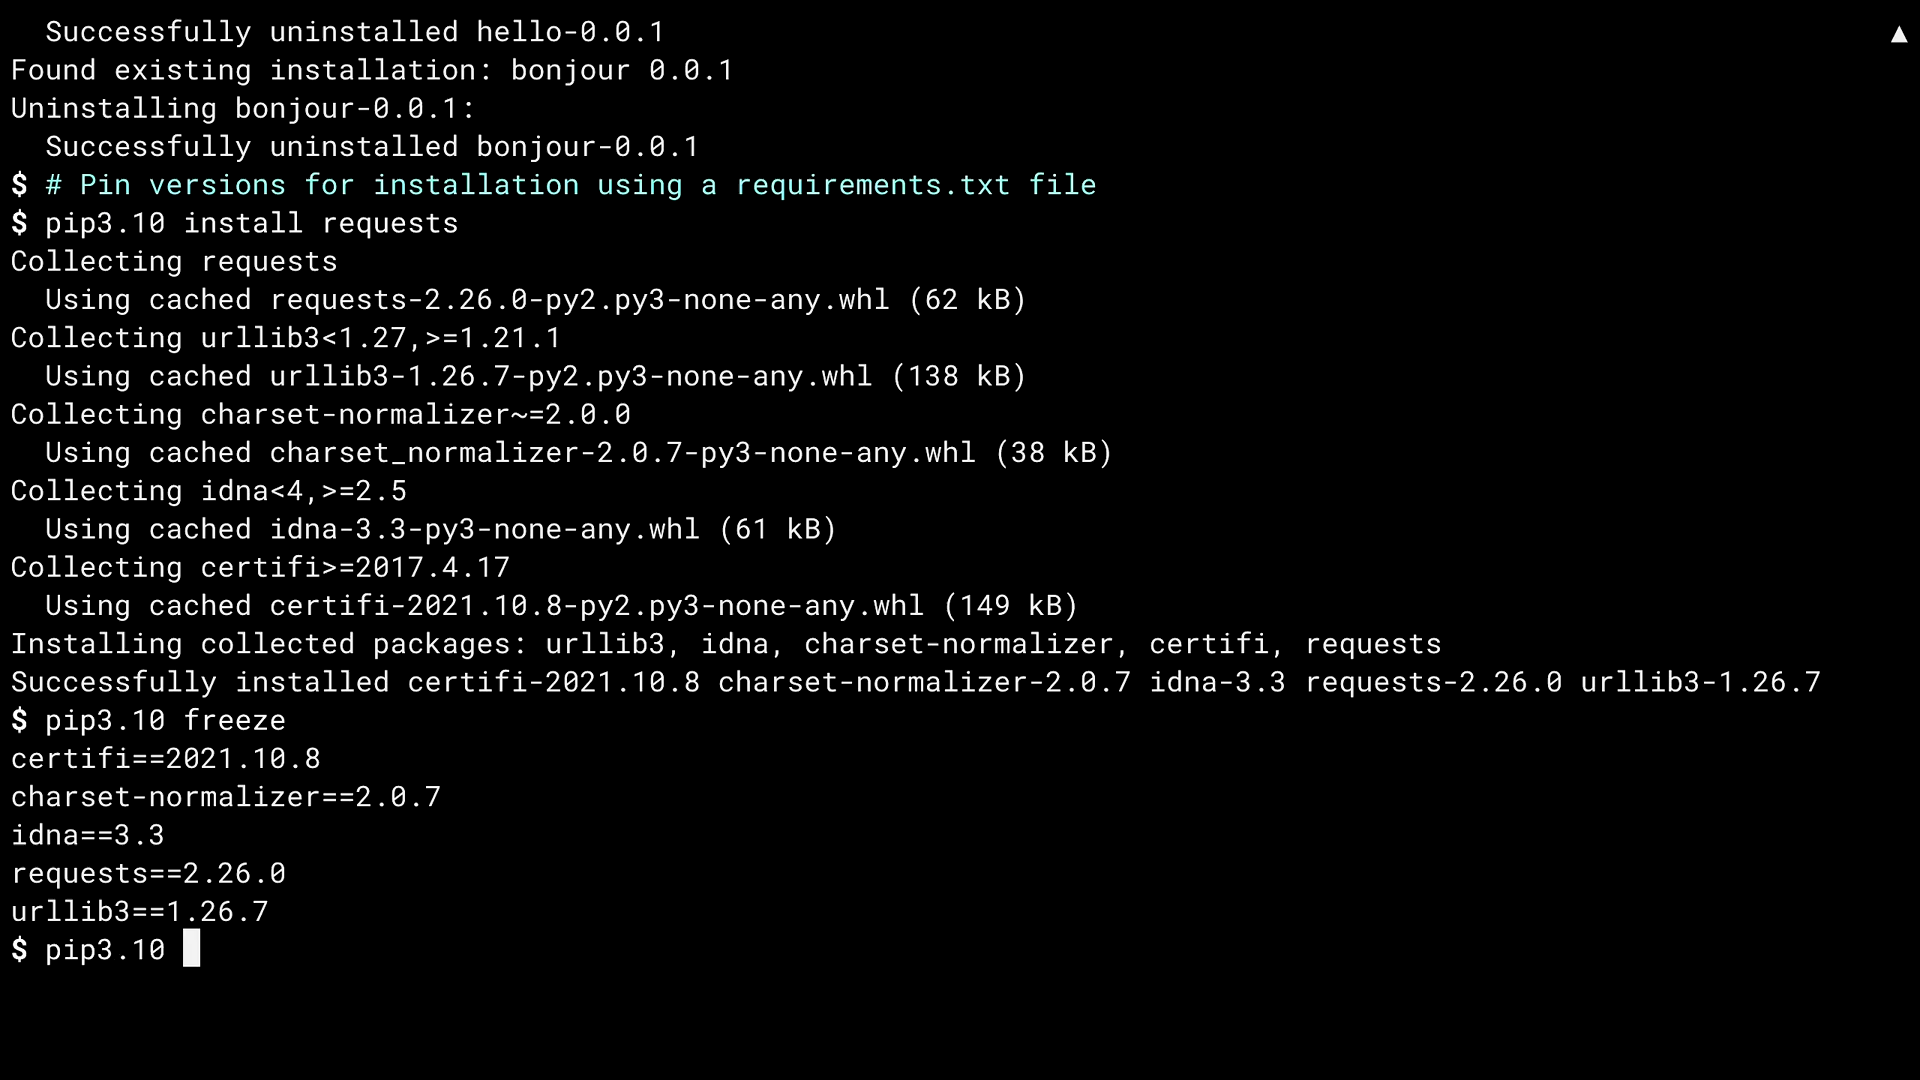 Successfully uninstalled hello-0.0.1
Found existing installation: bonjour 0.0.1
Uninstalling bonjour-0.0.1:
  Successfully uninstalled bonjour-0.0.1
$ # Pin versions for installation using a requirements.txt file
$ pip3.10 install requests
Collecting requests
  Using cached requests-2.26.0-py2.py3-none-any.whl (62 kB)
Collecting urllib3<1.27,>=1.21.1
  Using cached urllib3-1.26.7-py2.py3-none-any.whl (138 kB)
Collecting charset-normalizer~=2.0.0
  Using cached charset_normalizer-2.0.7-py3-none-any.whl (38 kB)
Collecting idna<4,>=2.5
  Using cached idna-3.3-py3-none-any.whl (61 kB)
Collecting certifi>=2017.4.17
  Using cached certifi-2021.10.8-py2.py3-none-any.whl (149 kB)
Installing collected packages: urllib3, idna, charset-normalizer, certifi, requests
Successfully installed certifi-2021.10.8 charset-normalizer-2.0.7 idna-3.3 requests-2.26.0 urllib3-1.26.7
$ pip3.10 freeze
certifi==2021.10.8
charset-normalizer==2.0.7
idna==3.3
requests==2.26.0
urllib3==1.26.7
$ pip3.10